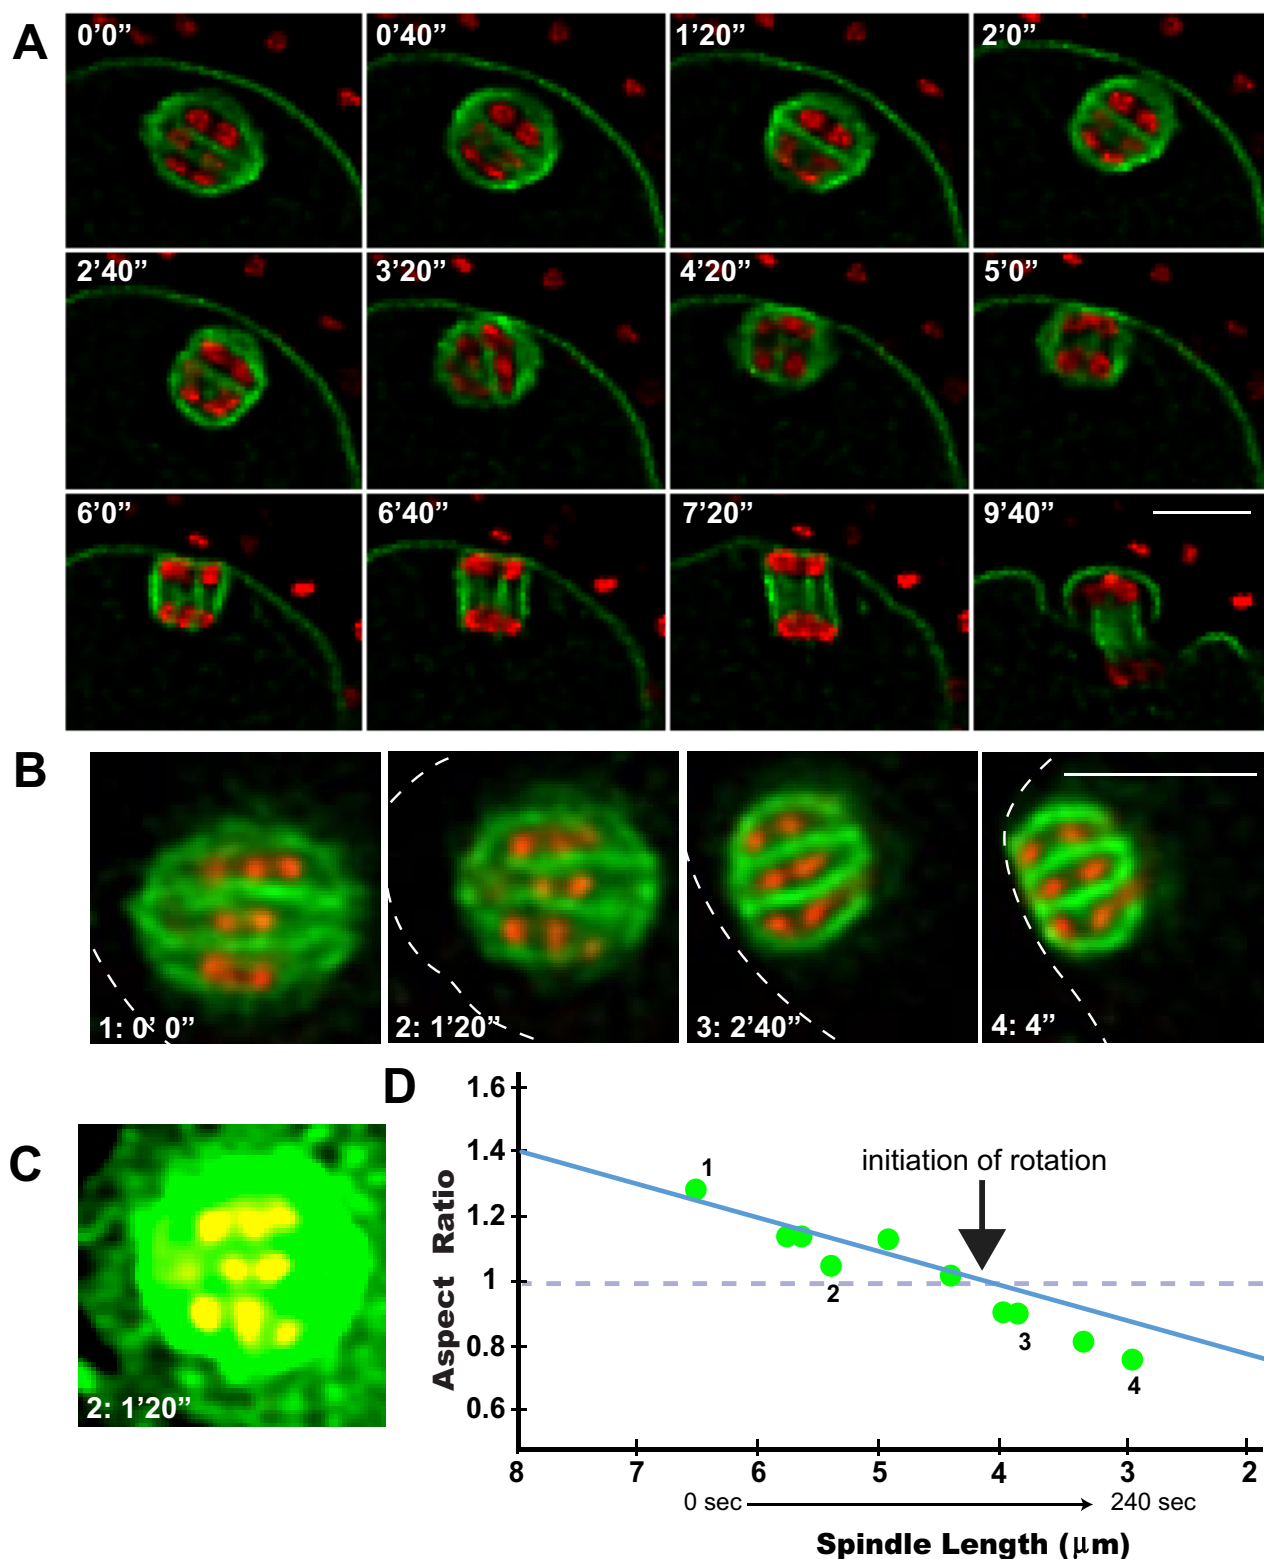 A
0’0”
0’40”
1’20”
2’0”
2’40”
3’20”
4’20”
5’0”
6’0”
6’40”
7’20”
9’40”
B
1: 0’ 0”
2: 1’20”
3: 2’40”
4: 4”
C
2: 1’20”
D
Aspect Ratio
1.6
1.4
1.2
1
0.8
0.6
1
2
3
4
initiation of rotation
8 7 6 5 4 3 2
0 sec 240 sec
Spindle Length (μm)